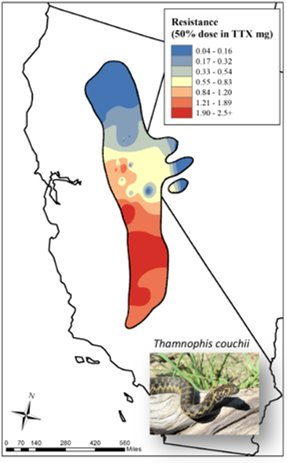 Resistance
(50% dose in TTX mg)
0.04 - 0.16
0.17 - 0.32
0.33 - 0.54
0.55 - 0.83
0.84 - 1.20
1.21 - 1.89
1.90 - 2.5+
Thamnophis couchii
N
0 70 140 280 420 560
Miles